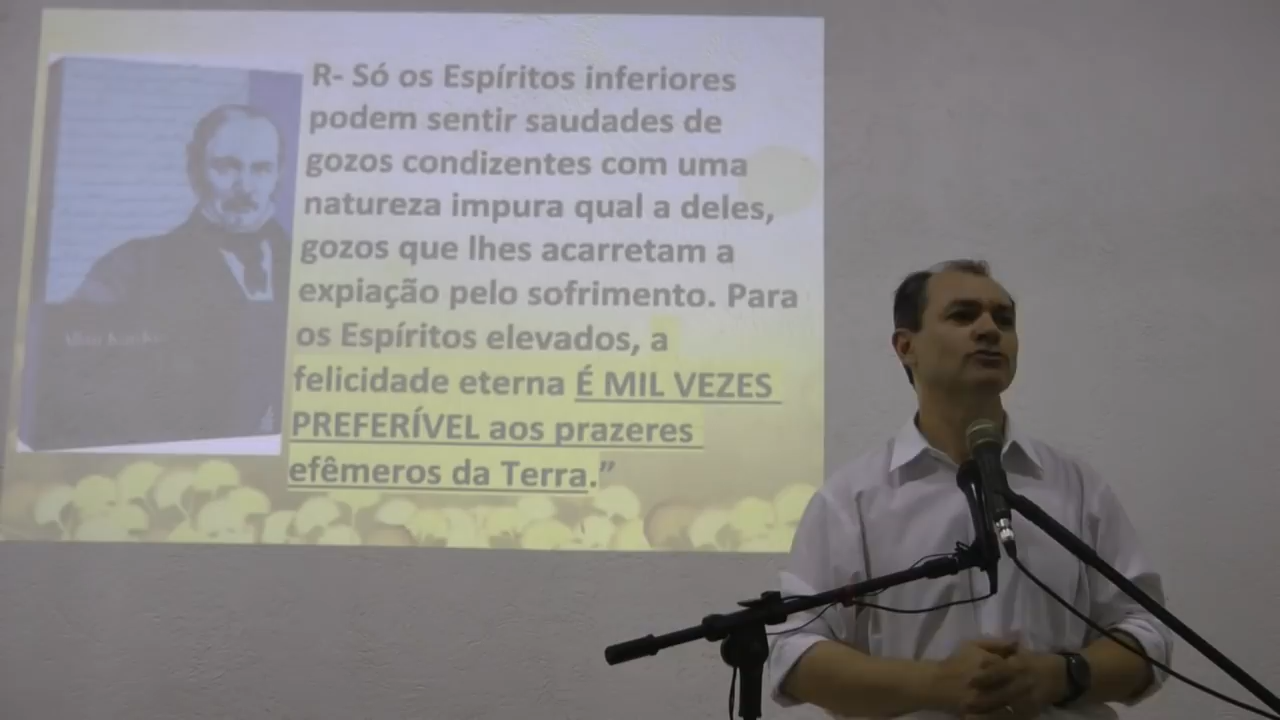 R- Só os Espíritos inferiores
podem sentir saudades de
gozos condizentes com uma
natureza impura qual a deles,
gozos que lhes acarretam a
expiação pelo sofrimento. Para
os Espíritos elevados, a
felicidade eterna É MIL VEZES
PREFERÍVEL aos prazeres
efêmeros da Terra.”